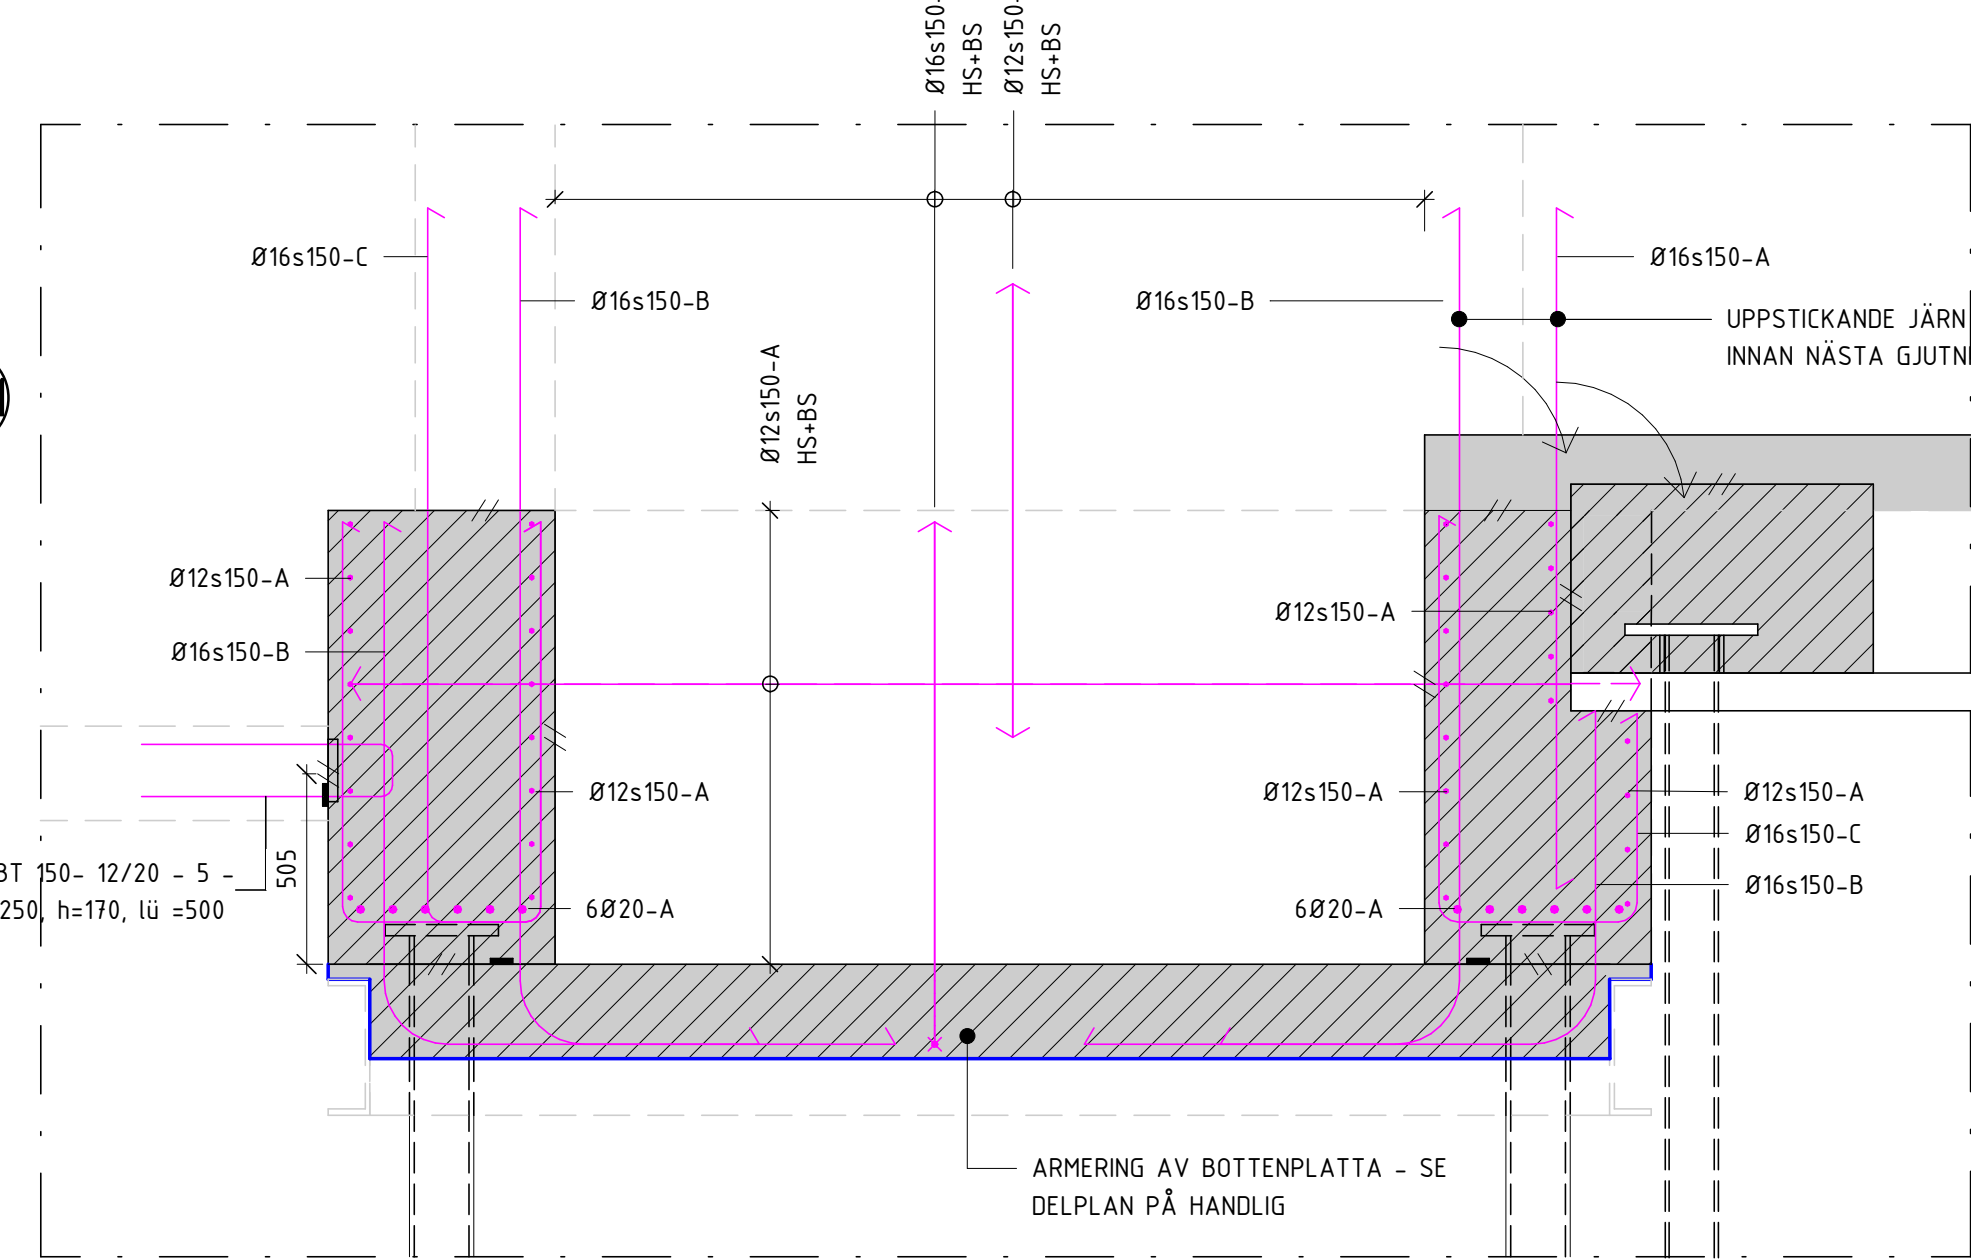 Ø16s150-
HS+BS
Ø12s150-
HS+BS
Ø16s150-C
Ø16s150-B
Ø16s150-B
Ø16s150-A
UPPSTICKANDE JÄRN
INNAN NÄSTA
Ø12s150-A
HS+BS
Ø12s150-A
Ø16s150-B
Ø12s150-A
Ø12s150-A
Ø12s150-A
Ø12s150-A
Ø16s150-C
Ø16s150-B
BT 150- 12/20 - 5 -
250, h=170, lü =500
505
6Ø20-A
6Ø20-A
ARMERING AV BOTTENPLATTA - SE
DELPLAN PÅ HANDLIG